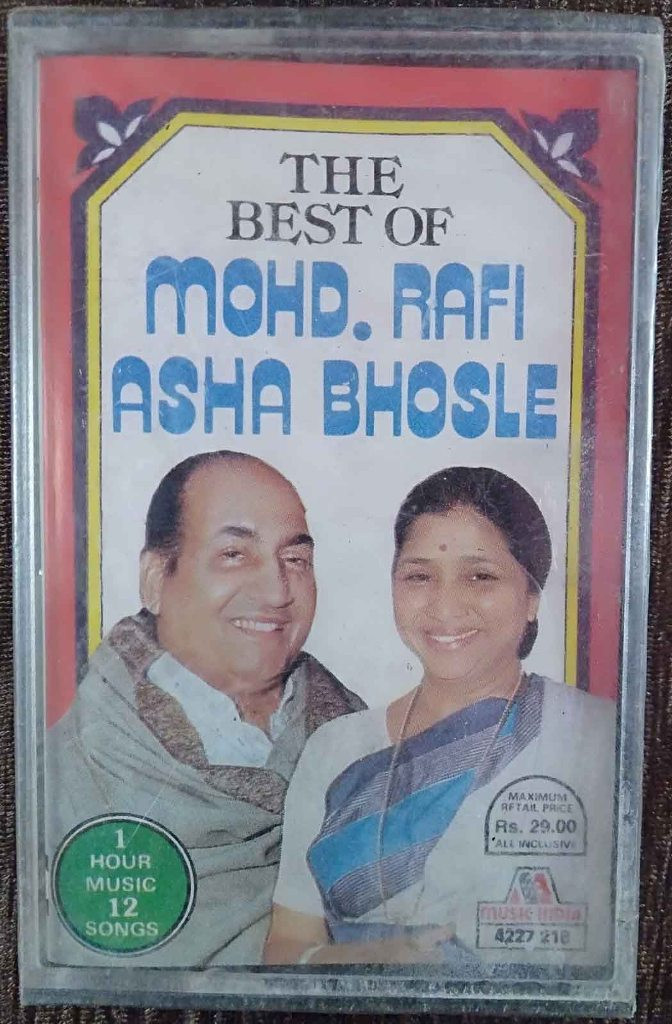 THE
BEST OF
MOHD. RAFI
ASHA BHOSLE
1
HOUR
MUSIC
12
SONGS
MAXIMUM
RETAIL PRICE
Rs. 29.00
ALL INCLUSIVE
MUSIC INDIA
4227 218